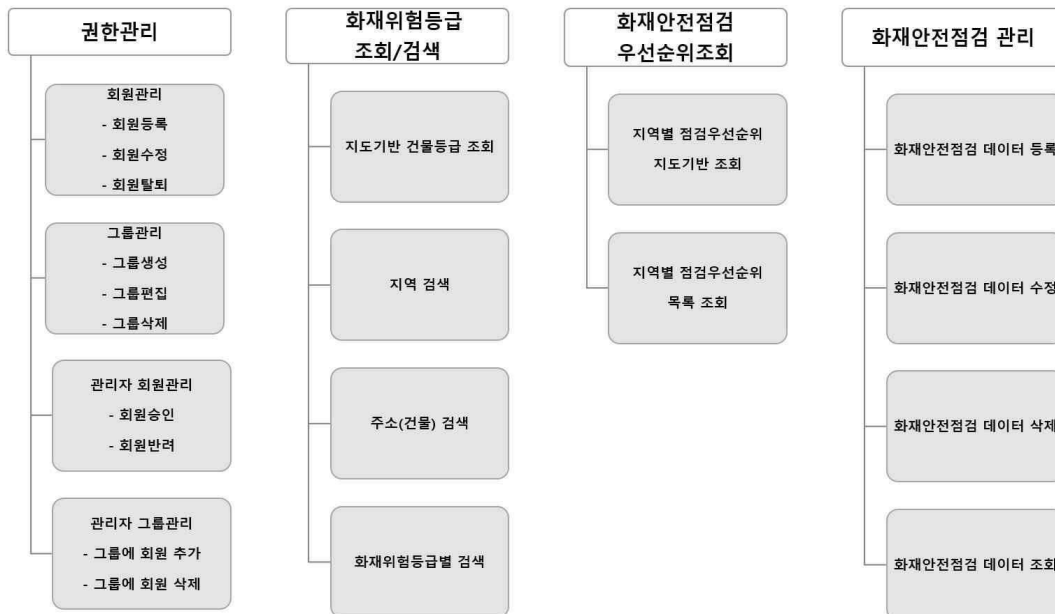 권한관리
회원관리
- 회원등록
- 회원수정
- 회원탈퇴
그룹관리
- 그룹생성
- 그룹편집
- 그룹삭제
관리자 회원관리
- 회원승인
- 회원반려
관리자 그룹관리
- 그룹에 회원 추가
- 그룹에 회원 삭제
화재위험등급
조회/검색
지도기반 건물등급 조회
지역 검색
주소(건물) 검색
화재위험등급별 검색
화재안전점검
우선순위조회
지역별 점검우선순위
지도기반 조회
지역별 점검우선순위
목록 조회
화재안전점검 관리
화재안전점검 데이터 등록
화재안전점검 데이터 수정
화재안전점검 데이터 삭제
화재안전점검 데이터 조회